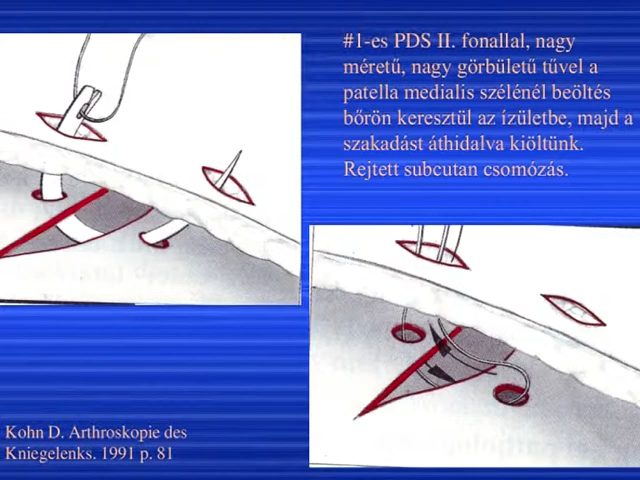 #1-es PDS II. fonallal, nagy
méretű, nagy görbületű tűvel a
patella medialis szélénél beöltés
bőrön keresztül az ízületbe, majd a
szakadást áthidalva kiöltünk.
Rejtett subcutan csomózás.
Kohn D. Arthroskopie des
Kniegelenks. 1991 p. 81